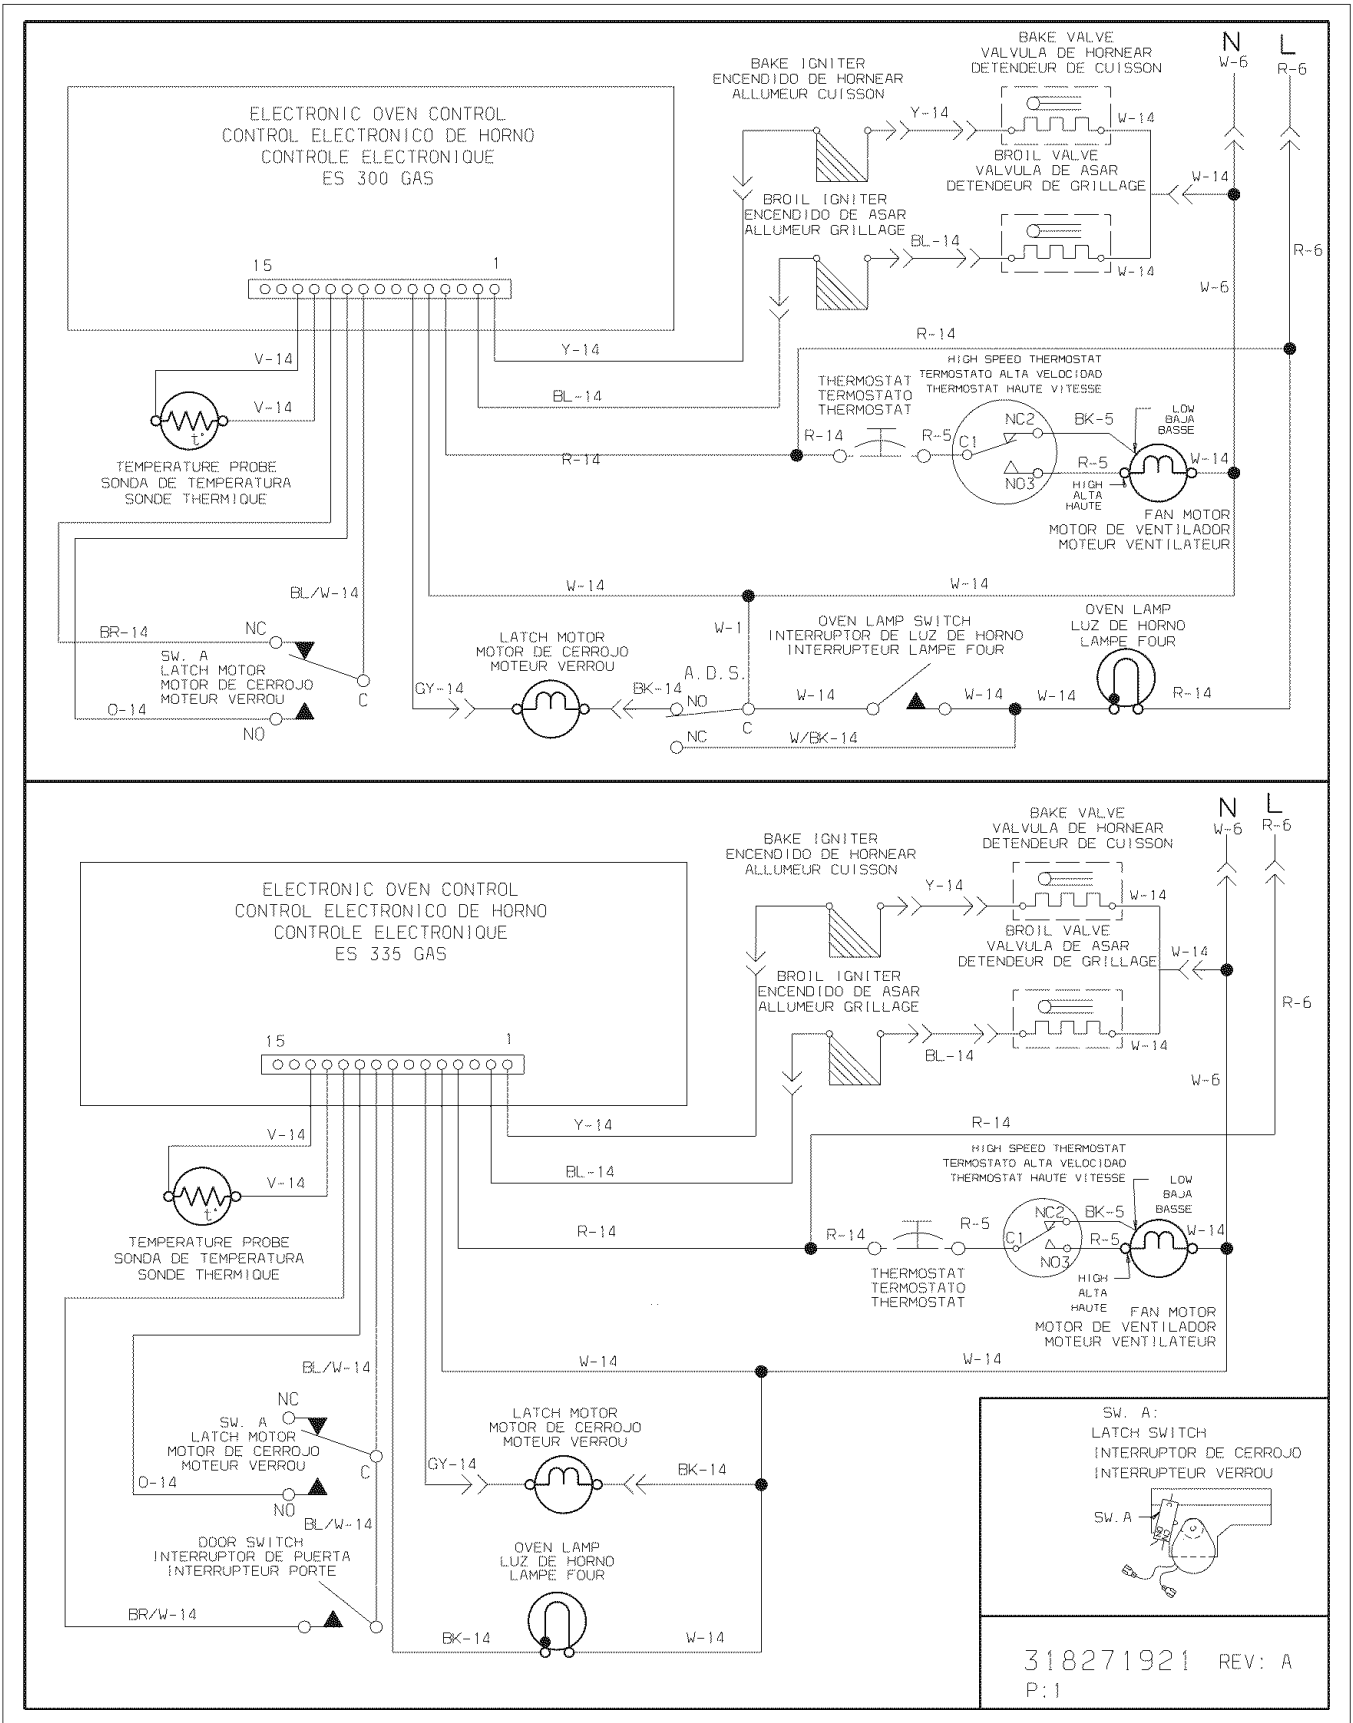 BAKE VALVE
VALVULA DE HORNEAR
DETENDEUR DE CUISSON
N
W-6
L
R-6
BAKE IGNITER
ENCENDIDO DE HORNEAR
ALLUMEUR CUISSON
ELECTRONIC OVEN CONTROL
CONTROL ELECTRONICO DE HORNO
CONTROLE ELECTRONIQUE
ES 300 GAS
Y-14
W-14
BROIL VALVE
VALVULA DE ASAR
DETENDEUR DE GRILLAGE
W-14
BROIL IGNITER
ENCENDIDO DE ASAR
ALLUMEUR GRILLAGE
BL-14
W-14
R-6
W-6
15
1
V-14
Y-14
R-14
HIGH SPEED THERMOSTAT
TERMOSTATO ALTA VELOCIDAD
THERMOSTAT HAUTE VITESSE
THERMOSTAT
TERMOSTATO
THERMOSTAT
BL-14
V-14
LOW
BAJA
BASSE
NC2
BK-5
R-14
R-5
C1
R-14
NO3
R-5
W-14
HIGH
ALTA
HAUTE
t°
TEMPERATURE PROBE
SONDA DE TEMPERATURA
SONDE THERMIQUE
FAN MOTOR
MOTOR DE VENTILADOR
MOTEUR VENTILATEUR
BL/W-14
W-14
W-14
BR-14
NC
SW. A
LATCH MOTOR
MOTOR DE CERROJO
MOTEUR VERROU
C
O-14
NO
LATCH MOTOR
MOTOR DE CERROJO
MOTEUR VERROU
W-1
A.D.S.
OVEN LAMP SWITCH
INTERRUPTOR DE LUZ DE HORNO
INTERRUPTEUR LAMPE FOUR
OVEN LAMP
LUZ DE HORNO
LAMPE FOUR
GY-14
BK-14
NO
C
NC
W-14
W-14
W-14
R-14
W/BK-14
BAKE VALVE
VALVULA DE HORNEAR
DETENDEUR DE CUISSON
N
W-6
L
R-6
BAKE IGNITER
ENCENDIDO DE HORNEAR
ALLUMEUR CUISSON
ELECTRONIC OVEN CONTROL
CONTROL ELECTRONICO DE HORNO
CONTROLE ELECTRONIQUE
ES 335 GAS
Y-14
W-14
BROIL VALVE
VALVULA DE ASAR
DETENDEUR DE GRILLAGE
W-14
BROIL IGNITER
ENCENDIDO DE ASAR
ALLUMEUR GRILLAGE
BL-14
W-14
R-6
W-6
15
1
V-14
Y-14
R-14
HIGH SPEED THERMOSTAT
TERMOSTATO ALTA VELOCIDAD
THERMOSTAT HAUTE VITESSE
BL-14
V-14
LOW
BAJA
BASSE
NC2
BK-5
R-14
R-14
R-5
C1
NO3
R-5
W-14
t°
TEMPERATURE PROBE
SONDA DE TEMPERATURA
SONDE THERMIQUE
THERMOSTAT
TERMOSTATO
THERMOSTAT
HIGH
ALTA
HAUTE
FAN MOTOR
MOTOR DE VENTILADOR
MOTEUR VENTILATEUR
BL/W-14
W-14
W-14
NC
SW. A
LATCH MOTOR
MOTOR DE CERROJO
MOTEUR VERROU
C
O-14
NO
LATCH MOTOR
MOTOR DE CERROJO
MOTEUR VERROU
GY-14
BK-14
BL/W-14
DOOR SWITCH
INTERRUPTOR DE PUERTA
INTERRUPTEUR PORTE
BR/W-14
OVEN LAMP
LUZ DE HORNO
LAMPE FOUR
BK-14
W-14
SW. A:
LATCH SWITCH
INTERRUPTOR DE CERROJO
INTERRUPTEUR VERROU
SW.A
318271921 REV: A
P:1